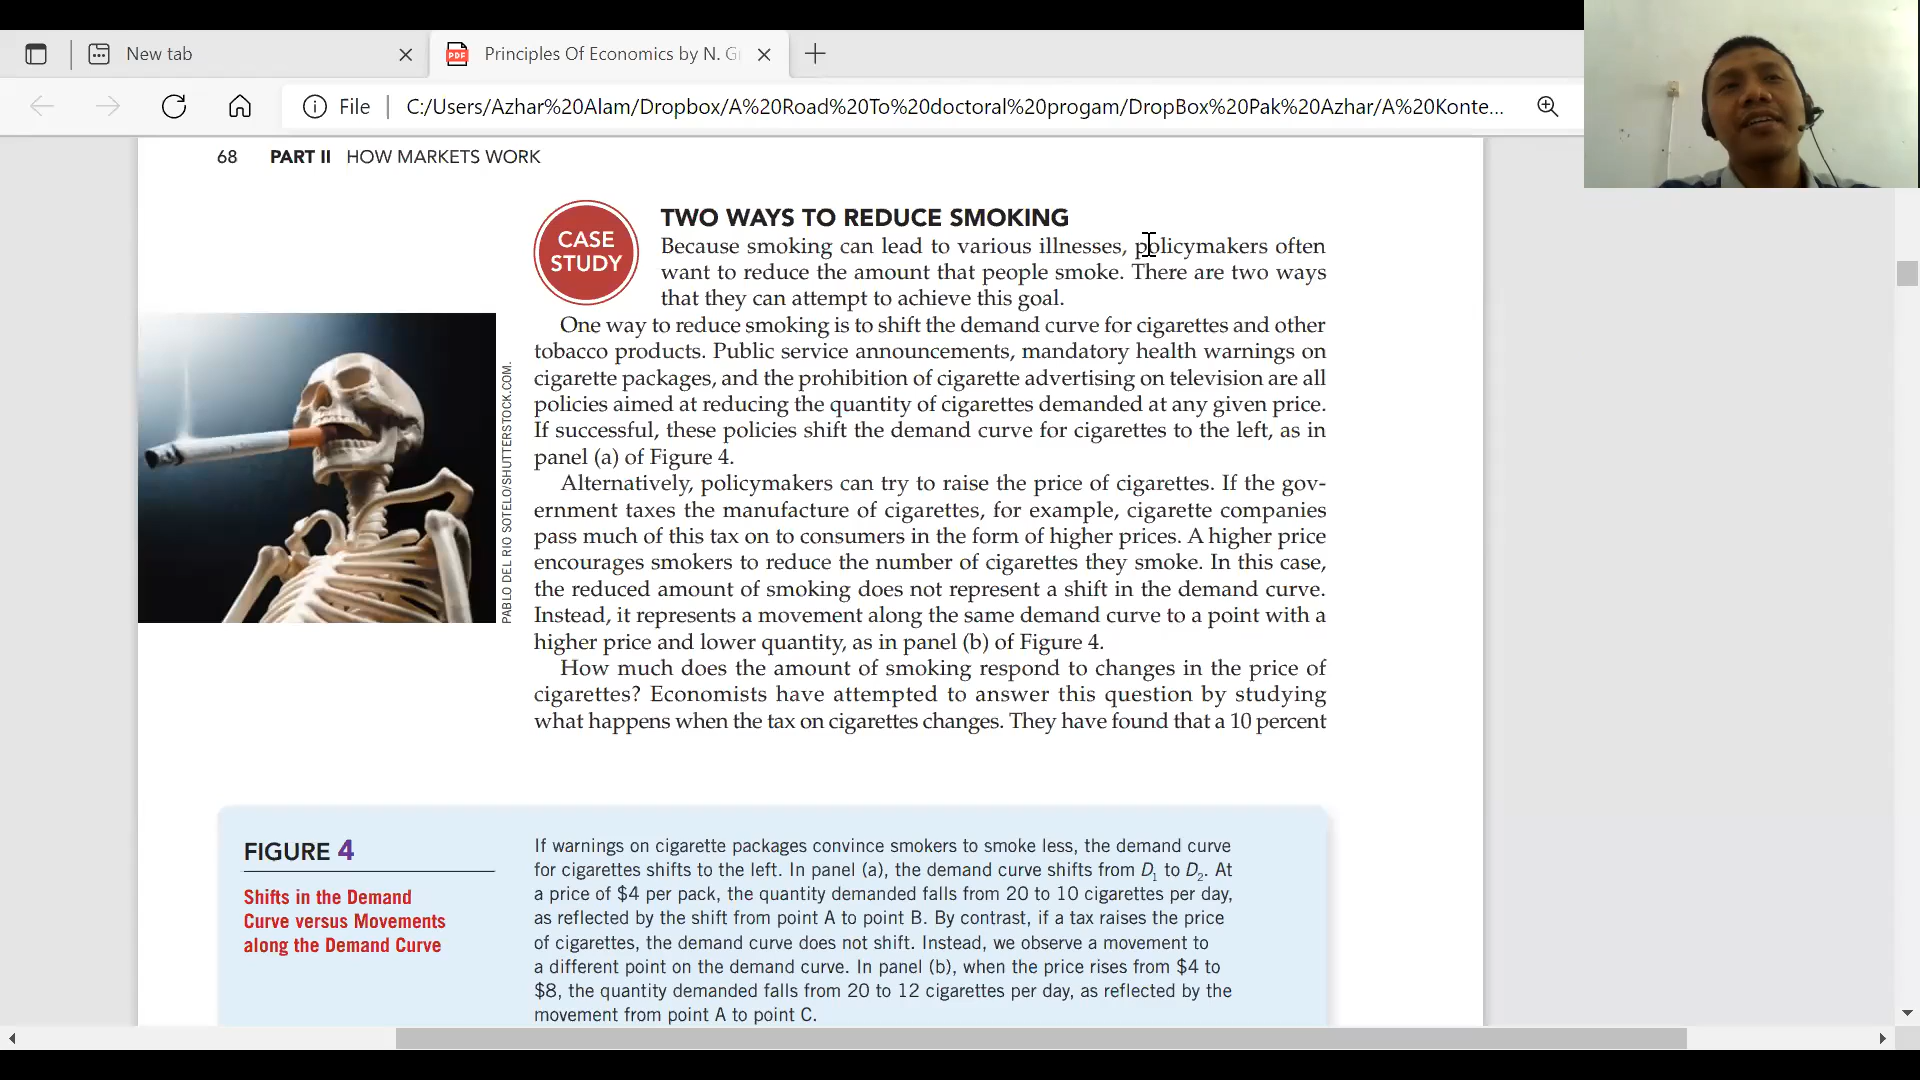 New tab
Principles Of Economics by N. G
File
C:/Users/Azhar%20Alam/Dropbox/A%20Road%20To%20doctoral%20progam/DropBox%20Pak%20Azhar/A%20Konte...
68 PART II HOW MARKETS WORK
CASE
STUDY
TWO WAYS TO REDUCE SMOKING
Because smoking can lead to various illnesses, policymakers often
want to reduce the amount that people smoke. There are two ways
that they can attempt to achieve this goal.
One way to reduce smoking is to shift the demand curve for cigarettes and other
tobacco products. Public service announcements, mandatory health warnings on
cigarette packages, and the prohibition of cigarette advertising on television are all
policies aimed at reducing the quantity of cigarettes demanded at any given price.
If successful, these policies shift the demand curve for cigarettes to the left, as in
panel (a) of Figure 4.
Alternatively, policymakers can try to raise the price of cigarettes. If the gov-
ernment taxes the manufacture of cigarettes, for example, cigarette companies
pass much of this tax on to consumers in the form of higher prices. A higher price
encourages smokers to reduce the number of cigarettes they smoke. In this case,
the reduced amount of smoking does not represent a shift in the demand curve.
Instead, it represents a movement along the same demand curve to a point with a
higher price and lower quantity, as in panel (b) of Figure 4.
How much does the amount of smoking respond to changes in the price of
cigarettes? Economists have attempted to answer this question by studying
what happens when the tax on cigarettes changes. They have found that a 10 percent
PABLO DEL RIO SOTELO/SHUTTERSTOCK.COM.
FIGURE 4
Shifts in the Demand
Curve versus Movements
along the Demand Curve
If warnings on cigarette packages convince smokers to smoke less, the demand curve
for cigarettes shifts to the left. In panel (a), the demand curve shifts from D1 to D2. At
a price of $4 per pack, the quantity demanded falls from 20 to 10 cigarettes per day,
as reflected by the shift from point A to point B. By contrast, if a tax raises the price
of cigarettes, the demand curve does not shift. Instead, we observe a movement to
a different point on the demand curve. In panel (b), when the price rises from $4 to
$8, the quantity demanded falls from 20 to 12 cigarettes per day, as reflected by the
movement from point A to point C.